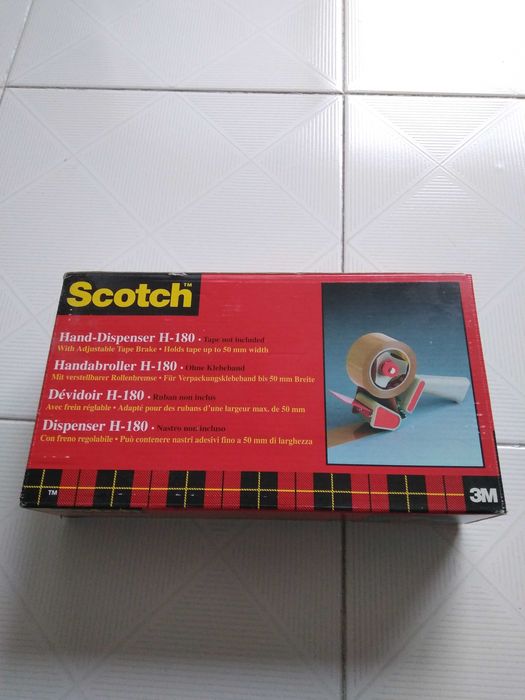 Scotch™
Hand-Dispenser H-180 • Tape not included
With Adjustable Tape Brake • Holds tape up to 50 mm width
Handabroller H-180 • Ohne Klebeband
Mit verstellbarer Rollenbremse • Für Verpackungsklebeband bis 50 mm Breite
Dévidoir H-180 • Ruban non inclus
Avec frein réglable • Adapté pour des rubans d'une largeur max. de 50 mm
Dispenser H-180 • Nastro non incluso
Con freno regolabile • Può contenere nastri adesivi fino a 50 mm di larghezza
™
3M